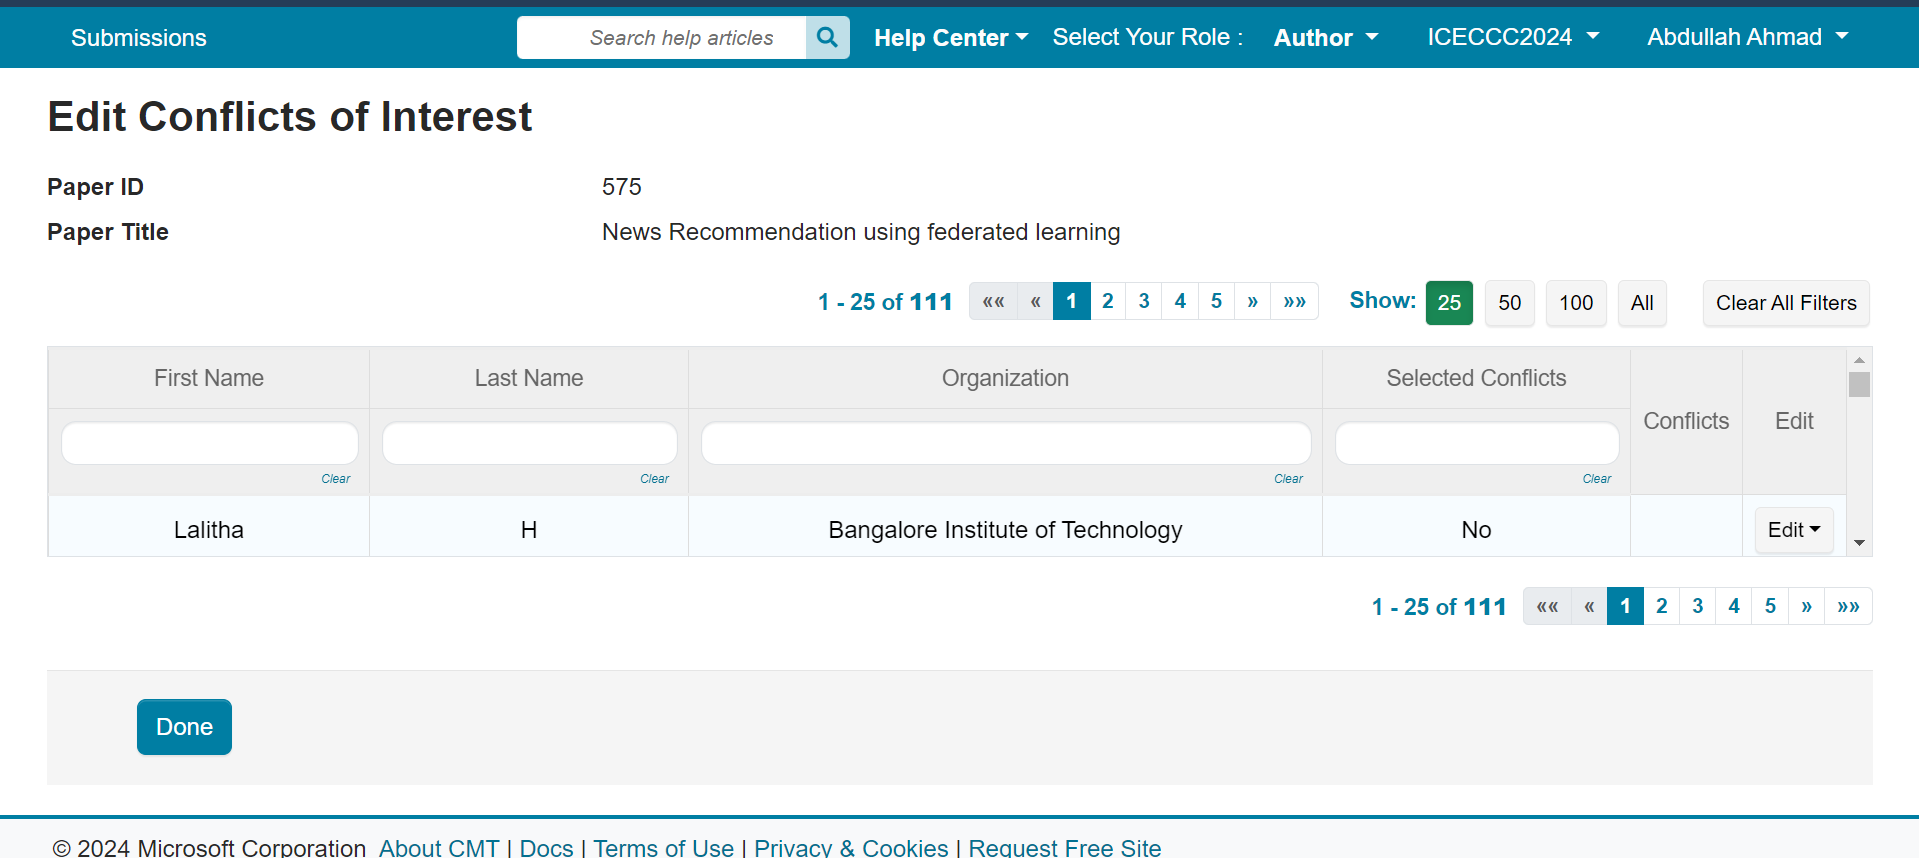 Submissions Search help articles Help Center Select Your Role : Author ICECCC2024 Abdullah Ahmad
Edit Conflicts of Interest
Paper ID 575
Paper Title News Recommendation using federated learning
1 - 25 of 111 «« « 1 2 3 4 5 » »» Show: 25 50 100 All Clear All Filters
First Name Last Name Organization Selected Conflicts
Conflicts Edit
Clear Clear Clear Clear
Lalitha H Bangalore Institute of Technology No Edit
1 - 25 of 111 «« « 1 2 3 4 5 » »»
Done
© 2024 Microsoft Corporation About CMT | Docs | Terms of Use | Privacy & Cookies | Request Free Site